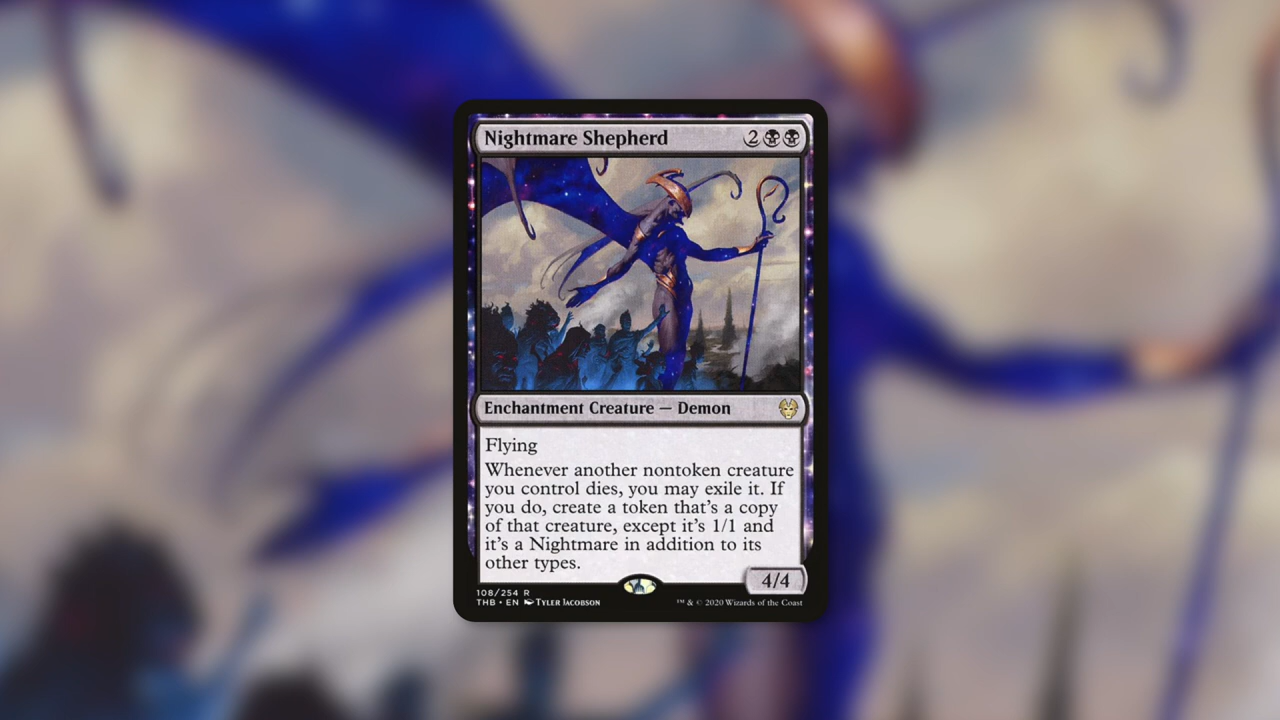 Nightmare Shepherd 2
Enchantment Creature — Demon
Flying
Whenever another nontoken creature
you control dies, you may exile it. If
you do, create a token that's a copy
of that creature, except it's 1/1 and
it's a Nightmare in addition to its
other types.
4/4
108/254 R
THB • EN Tyler Jacobson
™ & © 2020 Wizards of the Coast